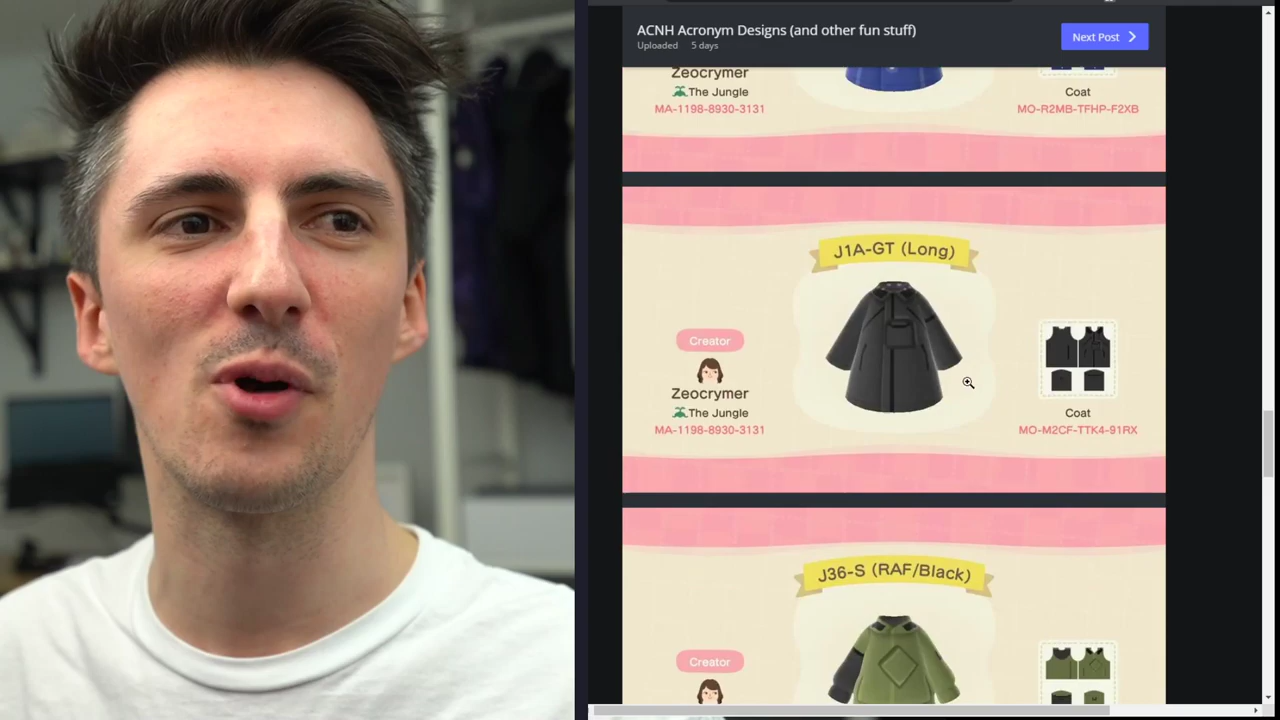 ACNH Acronym Designs (and other fun stuff)
Uploaded 5 days
Next Post
Zeocrymer
The Jungle
MA-1198-8930-3131
Coat
MO-R2MB-TFHP-F2XB
J1A-GT (Long)
Creator
Zeocrymer
The Jungle
MA-1198-8930-3131
Coat
MO-M2CF-TTK4-91RX
J36-S (RAF/Black)
Creator